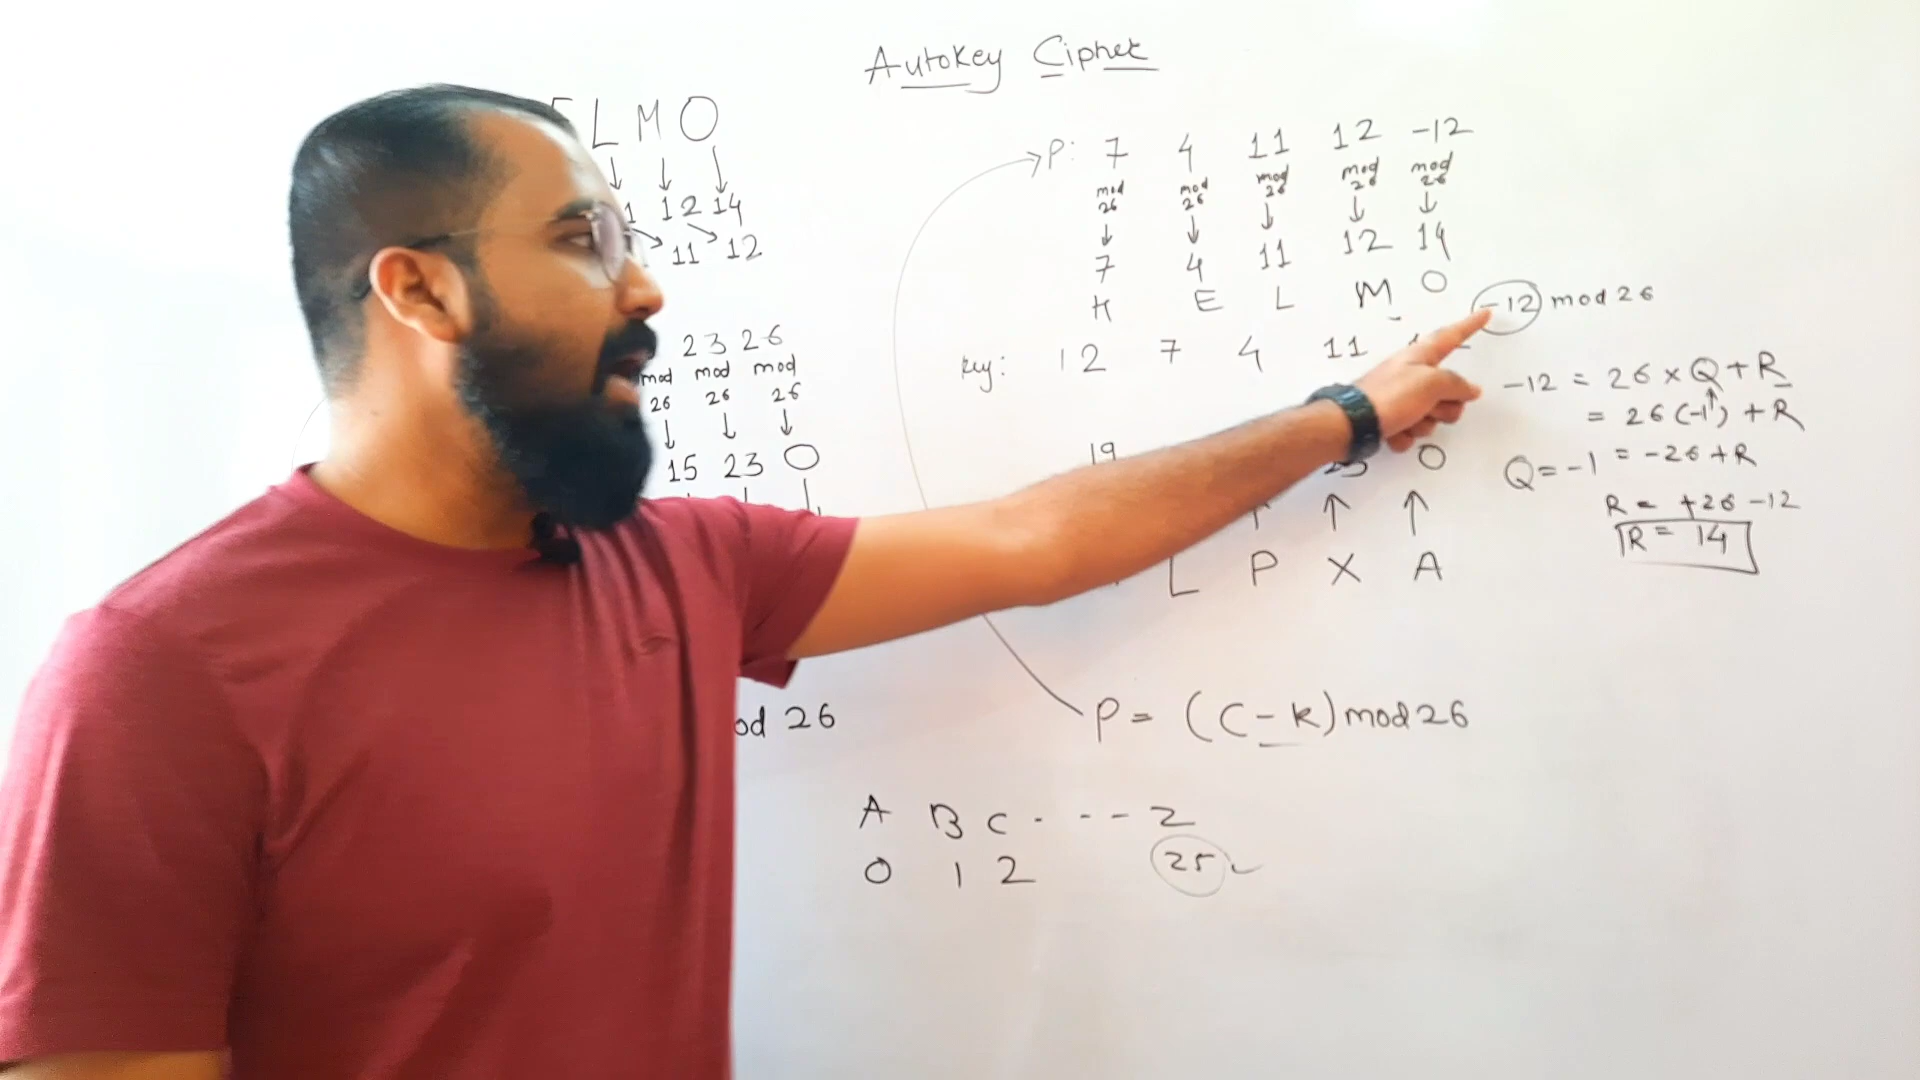 Autokey Cipher
L M O
12 14
11 12
23 26
mod mod mod
26 26 26
15 23 0
od 26
P: 7 4 11 12 -12
mod mod mod mod mod
26 26 26 26 26
7 4 11 12 14
H E L M O
key: 12 7 4 11
19 0
L P X A
-12 mod 26
-12 = 26 × Q + R
= 26 (-1) + R
Q = -1 = -26 + R
R = +26 -12
R = 14
P = (C - K) mod 26
A B C . - - - Z
0 1 2 25